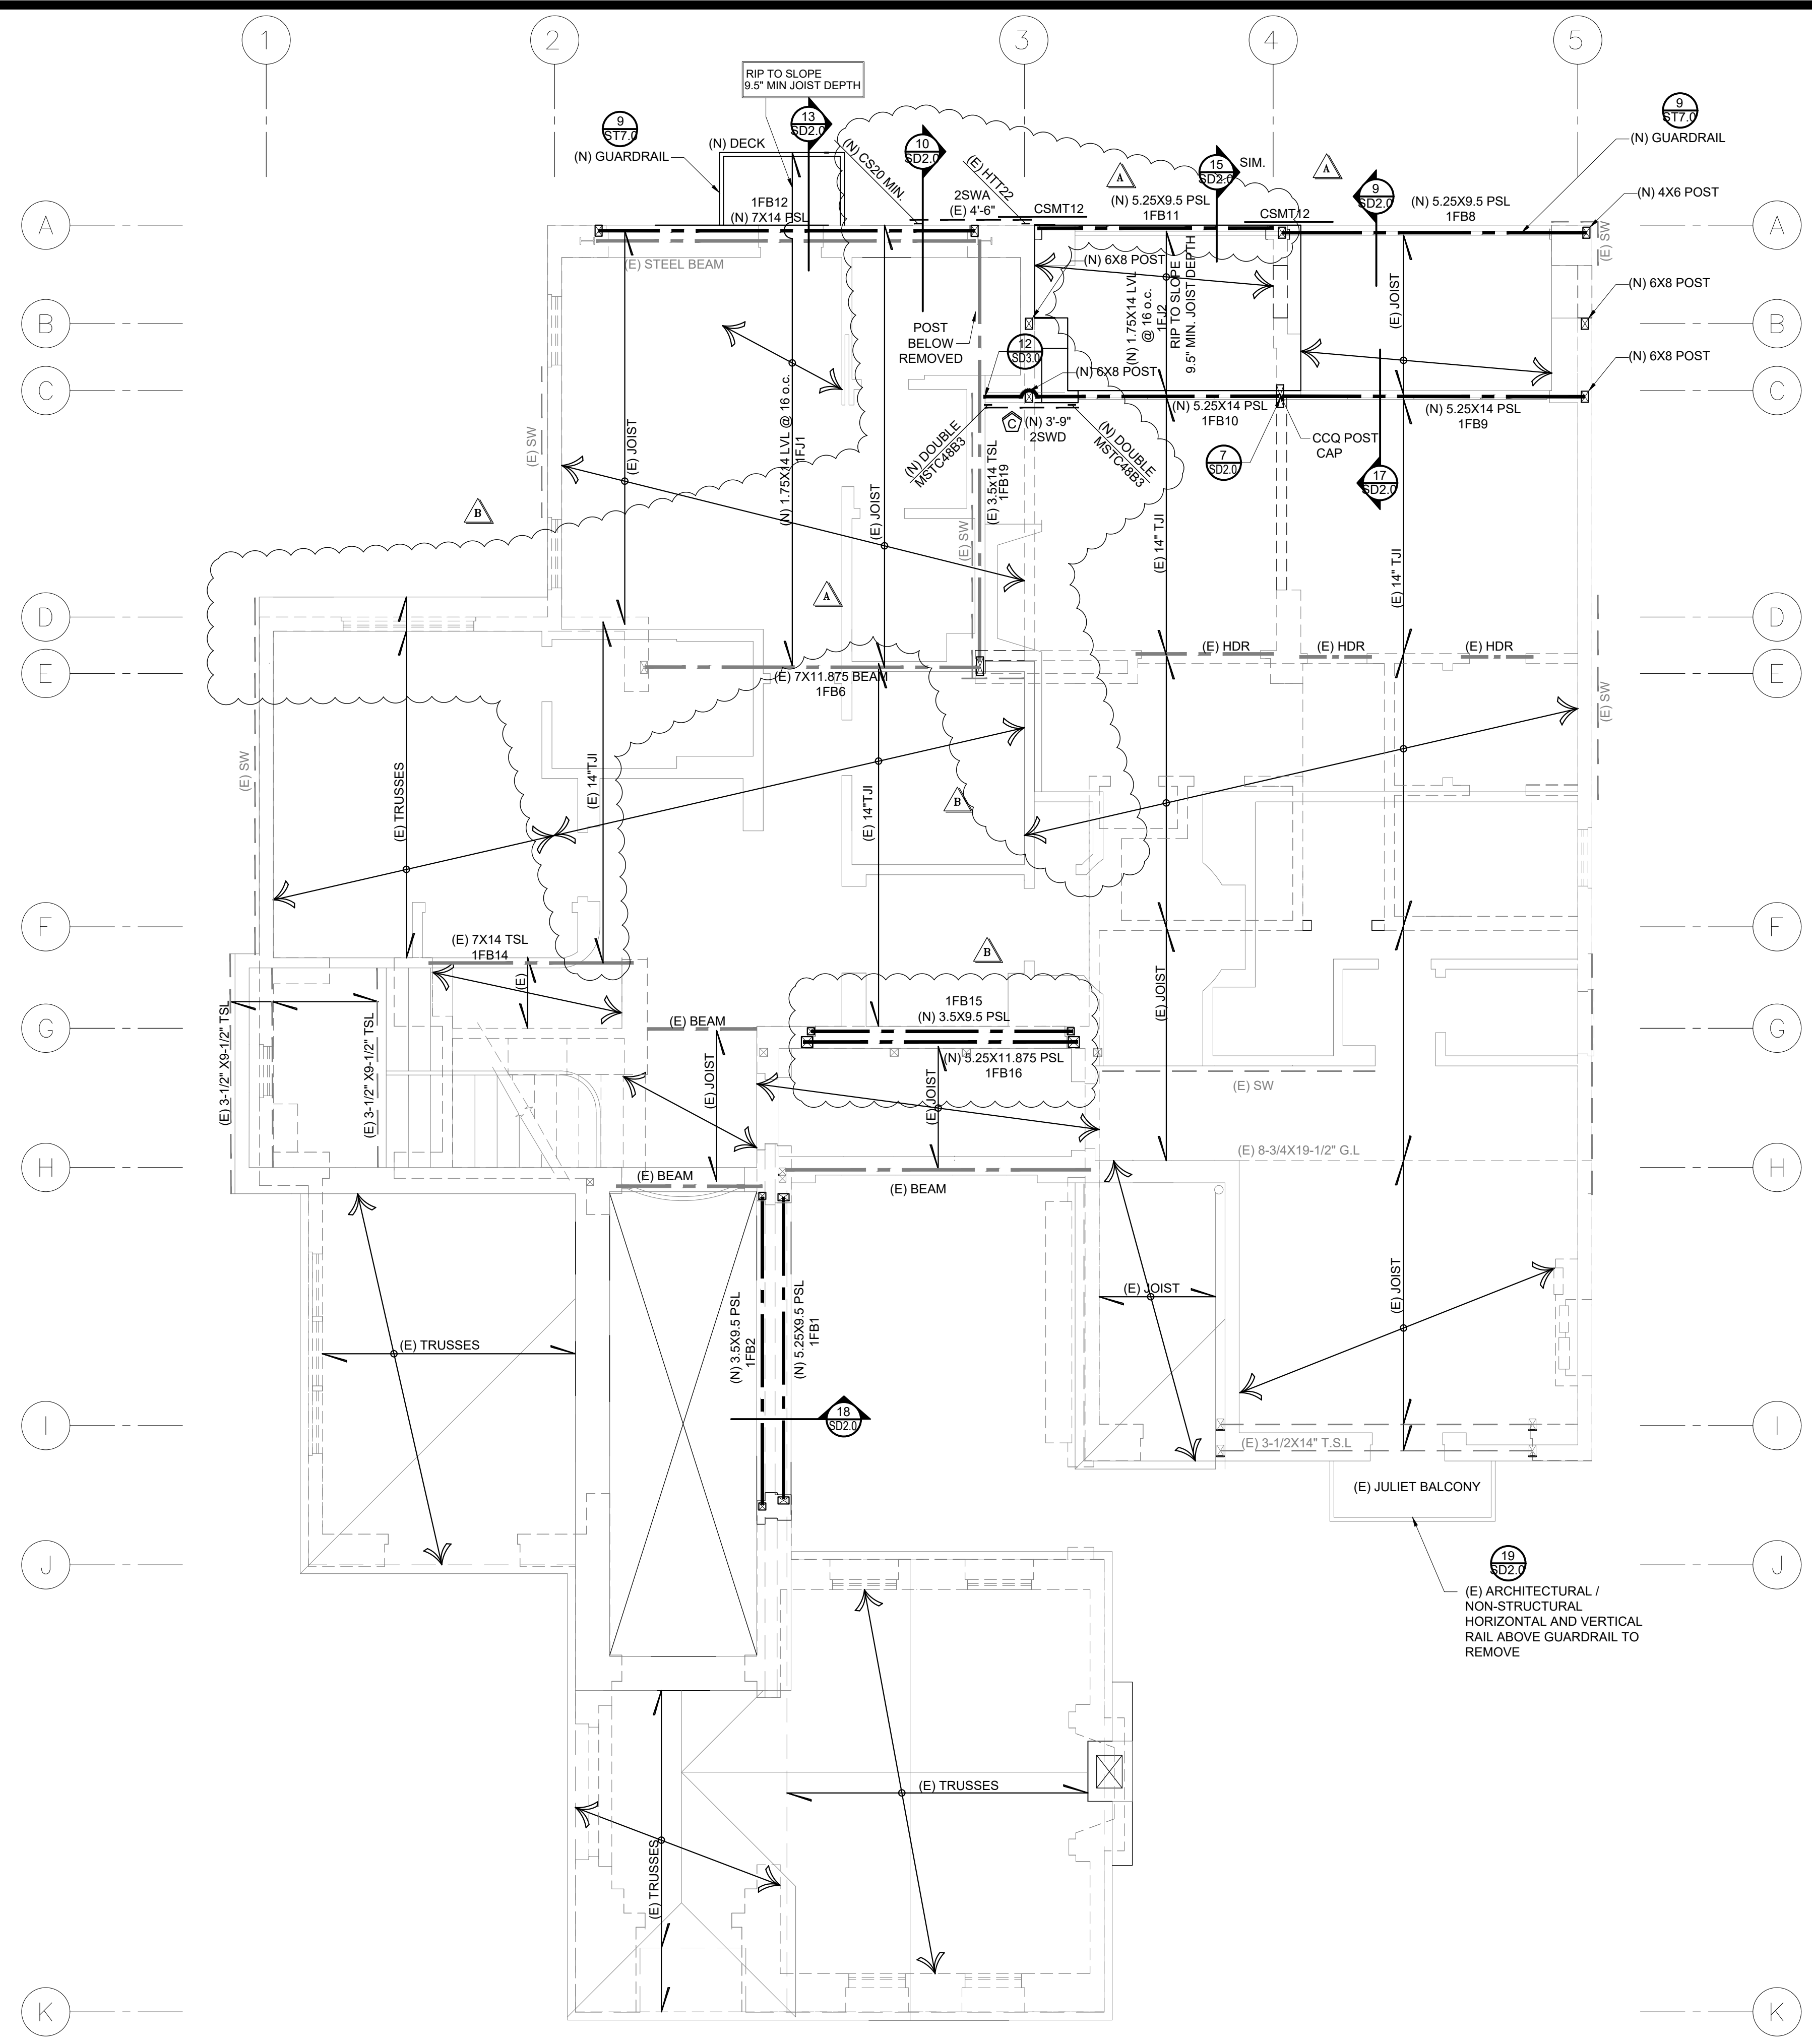 1
2
3
4
5
RIP TO SLOPE
9.5" MIN JOIST DEPTH
9
ST7.0
(N) GUARDRAIL
(N) DECK
13
SD2.0
(N) CS20 MIN.
10
SD2.0
(E) HTT22
A
15
SD2.0
SIM.
A
9
SD2.0
9
ST7.0
(N) GUARDRAIL
(N) 4X6 POST
A
1FB12
(N) 7X14 PSL
2SWA
(E) 4'-6"
CSMT12
(N) 5.25X9.5 PSL
1FB11
CSMT12
(N) 5.25X9.5 PSL
1FB8
(E) SW
A
(E) STEEL BEAM
(N) 6X8 POST
(N) 1.75X14 LVL
@ 16 o.c.
1FJ2
RIP TO SLOPE
9.5" MIN. JOIST DEPTH
(E) JOIST
(N) 6X8 POST
B
POST
BELOW
REMOVED
12
SD3.0
B
(N) 6X8 POST
(N) 6X8 POST
C
C
(N) 3'-9"
2SWD
(N) DOUBLE
MSTC48B3
(N) DOUBLE
MSTC48B3
(N) 5.25X14 PSL
1FB10
(N) 5.25X14 PSL
1FB9
C
(E) SW
(E) JOIST
(N) 1.75X14 LVL @ 16 o.c.
1FJ1
(E) JOIST
(E) 3.5X14 TSL
1FB19
7
SD2.0
CCQ POST
CAP
17
SD2.0
B
(E) SW
(E) 14" TJI
(E) 14" TJI
A
D
D
(E) HDR
(E) HDR
(E) HDR
E
(E) 7X11.875 BEAM
1FB6
E
(E) SW
(E) SW
(E) TRUSSES
(E) 14"TJI
(E) 14"TJI
B
F
(E) 7X14 TSL
1FB14
B
F
(E)
(E) JOIST
G
(E) 3-1/2" X9-1/2" TSL
(E) 3-1/2" X9-1/2" TSL
(E) BEAM
1FB15
(N) 3.5X9.5 PSL
G
(E) JOIST
(N) 5.25X11.875 PSL
1FB16
(E) JOIST
(E) SW
H
(E) BEAM
(E) BEAM
(E) 8-3/4X19-1/2" G.L
H
(E) TRUSSES
(N) 3.5X9.5 PSL
1FB2
(N) 5.25X9.5 PSL
1FB1
(E) JOIST
(E) JOIST
I
18
SD2.0
(E) 3-1/2X14" T.S.L
I
(E) JULIET BALCONY
J
19
SD2.0
J
(E) ARCHITECTURAL /
NON-STRUCTURAL
HORIZONTAL AND VERTICAL
RAIL ABOVE GUARDRAIL TO
REMOVE
(E) TRUSSES
(E) TRUSSES
K
K